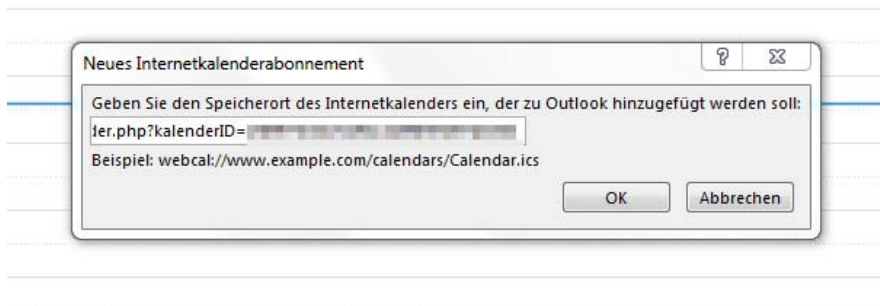 Neues Internetkalenderabonnement
Geben Sie den Speicherort des Internetkalenders ein, der zu Outlook hinzugefügt werden soll:
der.php?kalenderID=
Beispiel: webcal://www.example.com/calendars/Calendar.ics
OK Abbrechen